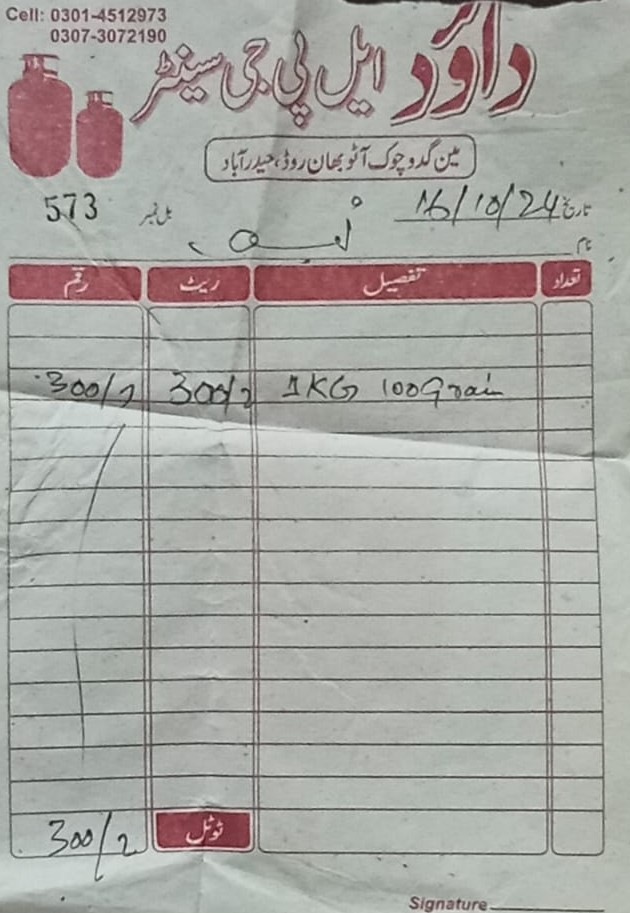 Cell: 0301-4512973
0307-3072190
داؤد ایل پی جی سینٹر
مین گدو چوک آٹو بھان روڈ، حیدرآباد
تاریخ 16/10/24 بل نمبر 573
نام
تعداد تفصیل ریٹ رقم
1KG 100Grain 300/2 300/2
ٹوٹل 300/2
Signature